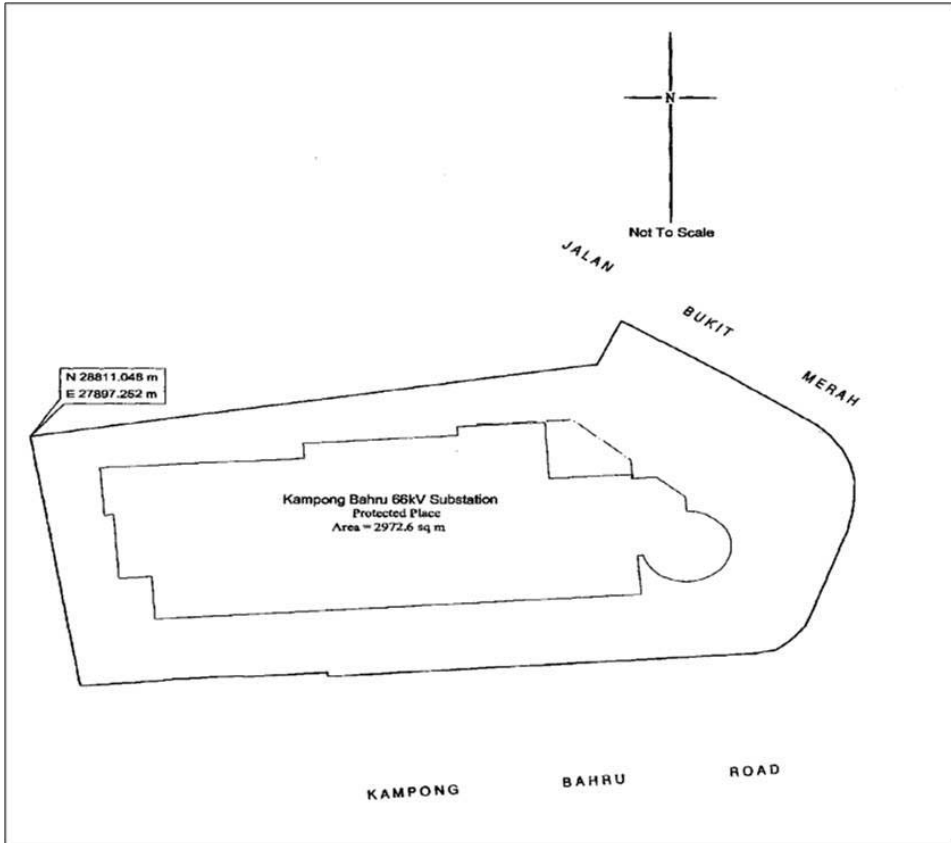 N
Not To Scale
JALAN
BUKIT
MERAH
N 28811.048 m
E 27897.252 m
Kampong Bahru 66kV Substation
Protected Place
Area = 2972.6 sq m
KAMPONG BAHRU ROAD